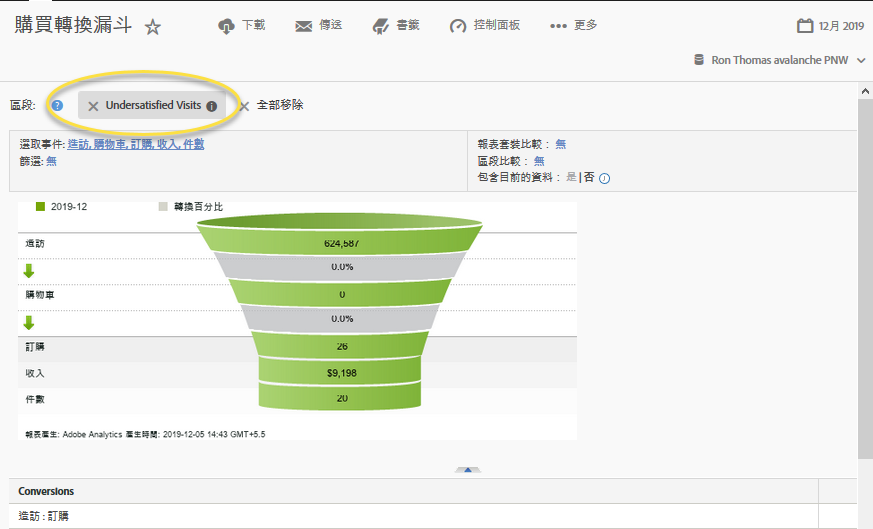 購買轉換漏斗 下載 傳送 書籤 控制面板 更多 12月 2019
Ron Thomas avalanche PNW
區段: Undersatisfied Visits 全部移除
選取事件: 造訪, 購物車, 訂購, 收入, 件數
篩選: 無
報表套裝比較: 無
區段比較: 無
包含目前的資料: 是 | 否
2019-12 轉換百分比
造訪 624,587
0.0%
購物車 0
0.0%
訂購 26
收入 $9,198
件數 20
報表產生: Adobe Analytics 產生時間: 2019-12-05 14:43 GMT+5.5
Conversions
造訪 : 訂購